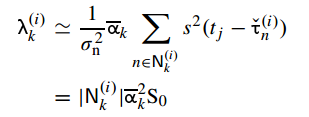 λ_k^{(i)} ≃ \frac{1}{σ_n^2} \overline{α}_k \sum_{n∈N_k^{(i)}} s^2(t_j − \check{τ}_n^{(i)})
= |N_k^{(i)}| \overline{α}_k^2 S_0